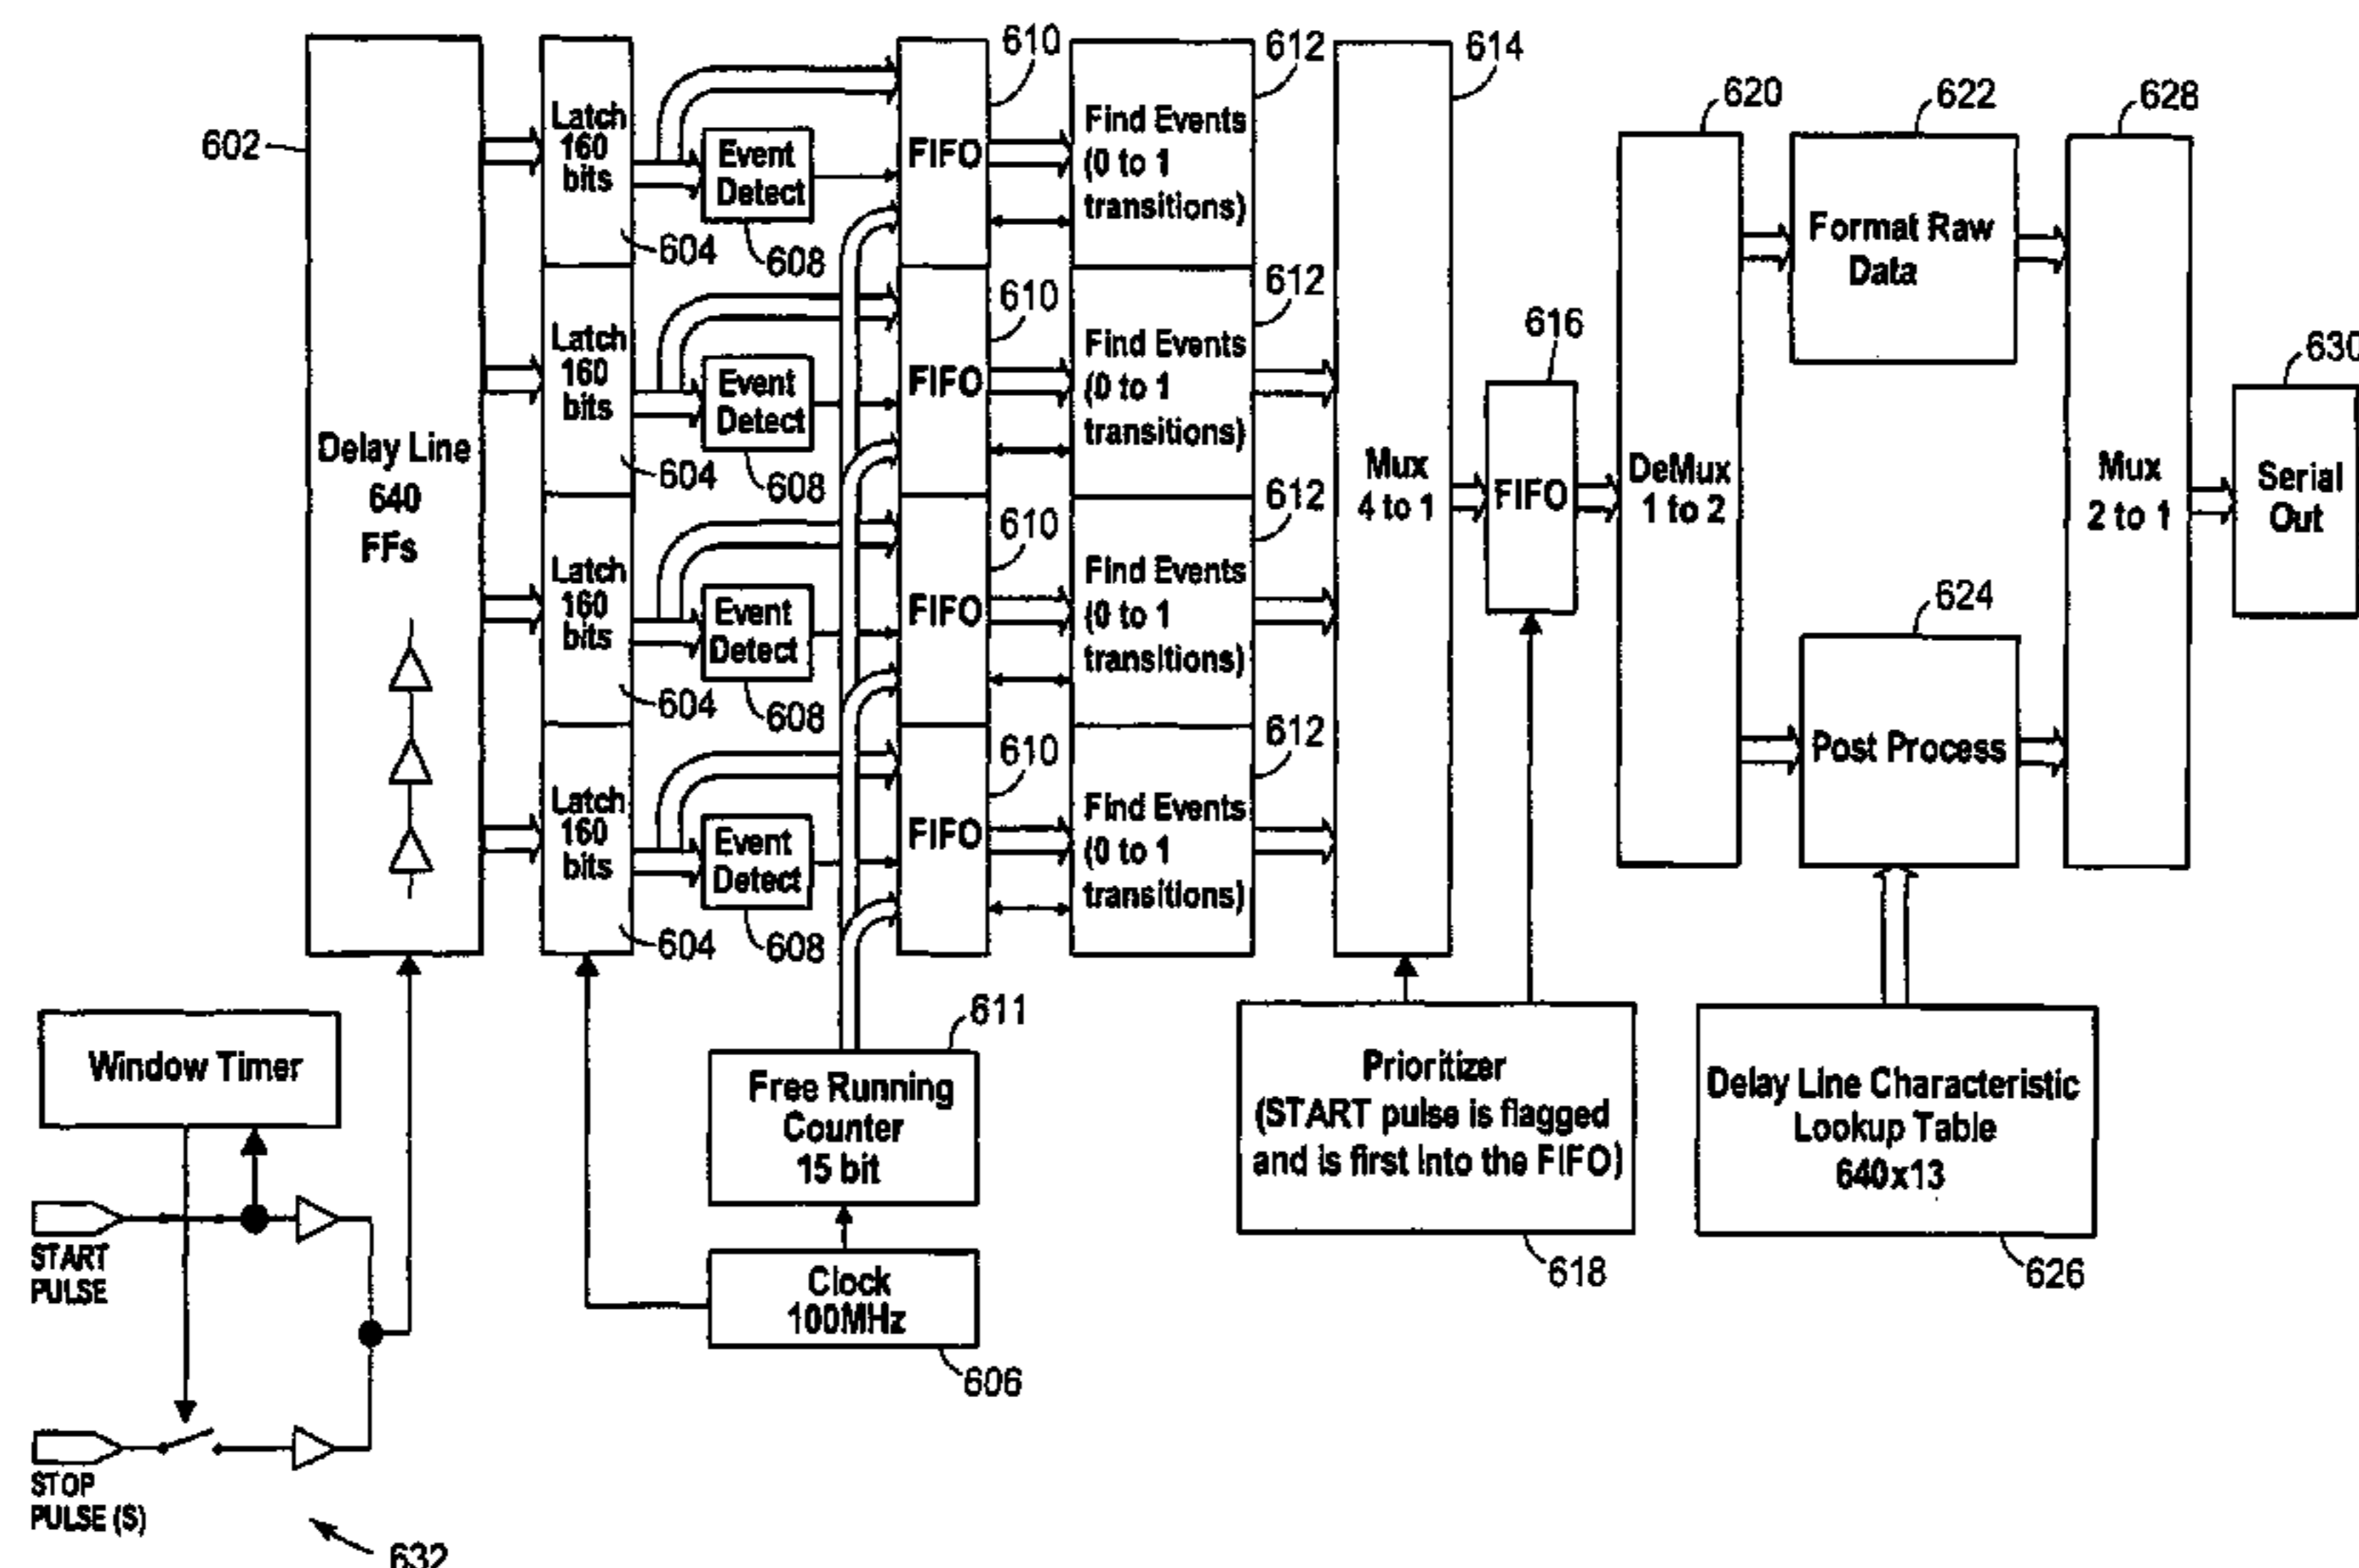 602
Delay Line
640
FFs
Latch
160
bits
604
Latch
160
bits
604
Latch
160
bits
604
Latch
160
bits
604
Event
Detect
608
Event
Detect
608
Event
Detect
608
Event
Detect
608
610
FIFO
610
FIFO
610
FIFO
610
FIFO
612
Find Events
(0 to 1
transitions)
612
Find Events
(0 to 1
transitions)
612
Find Events
(0 to 1
transitions)
612
Find Events
(0 to 1
transitions)
614
Mux
4 to 1
616
FIFO
620
DeMux
1 to 2
622
Format Raw
Data
624
Post Process
628
Mux
2 to 1
630
Serial
Out
Window Timer
START
PULSE
STOP
PULSE (S)
632
611
Free Running
Counter
15 bit
Clock
100MHz
606
Prioritizer
(START pulse is flagged
and is first into the FIFO)
618
Delay Line Characteristic
Lookup Table
640x13
626